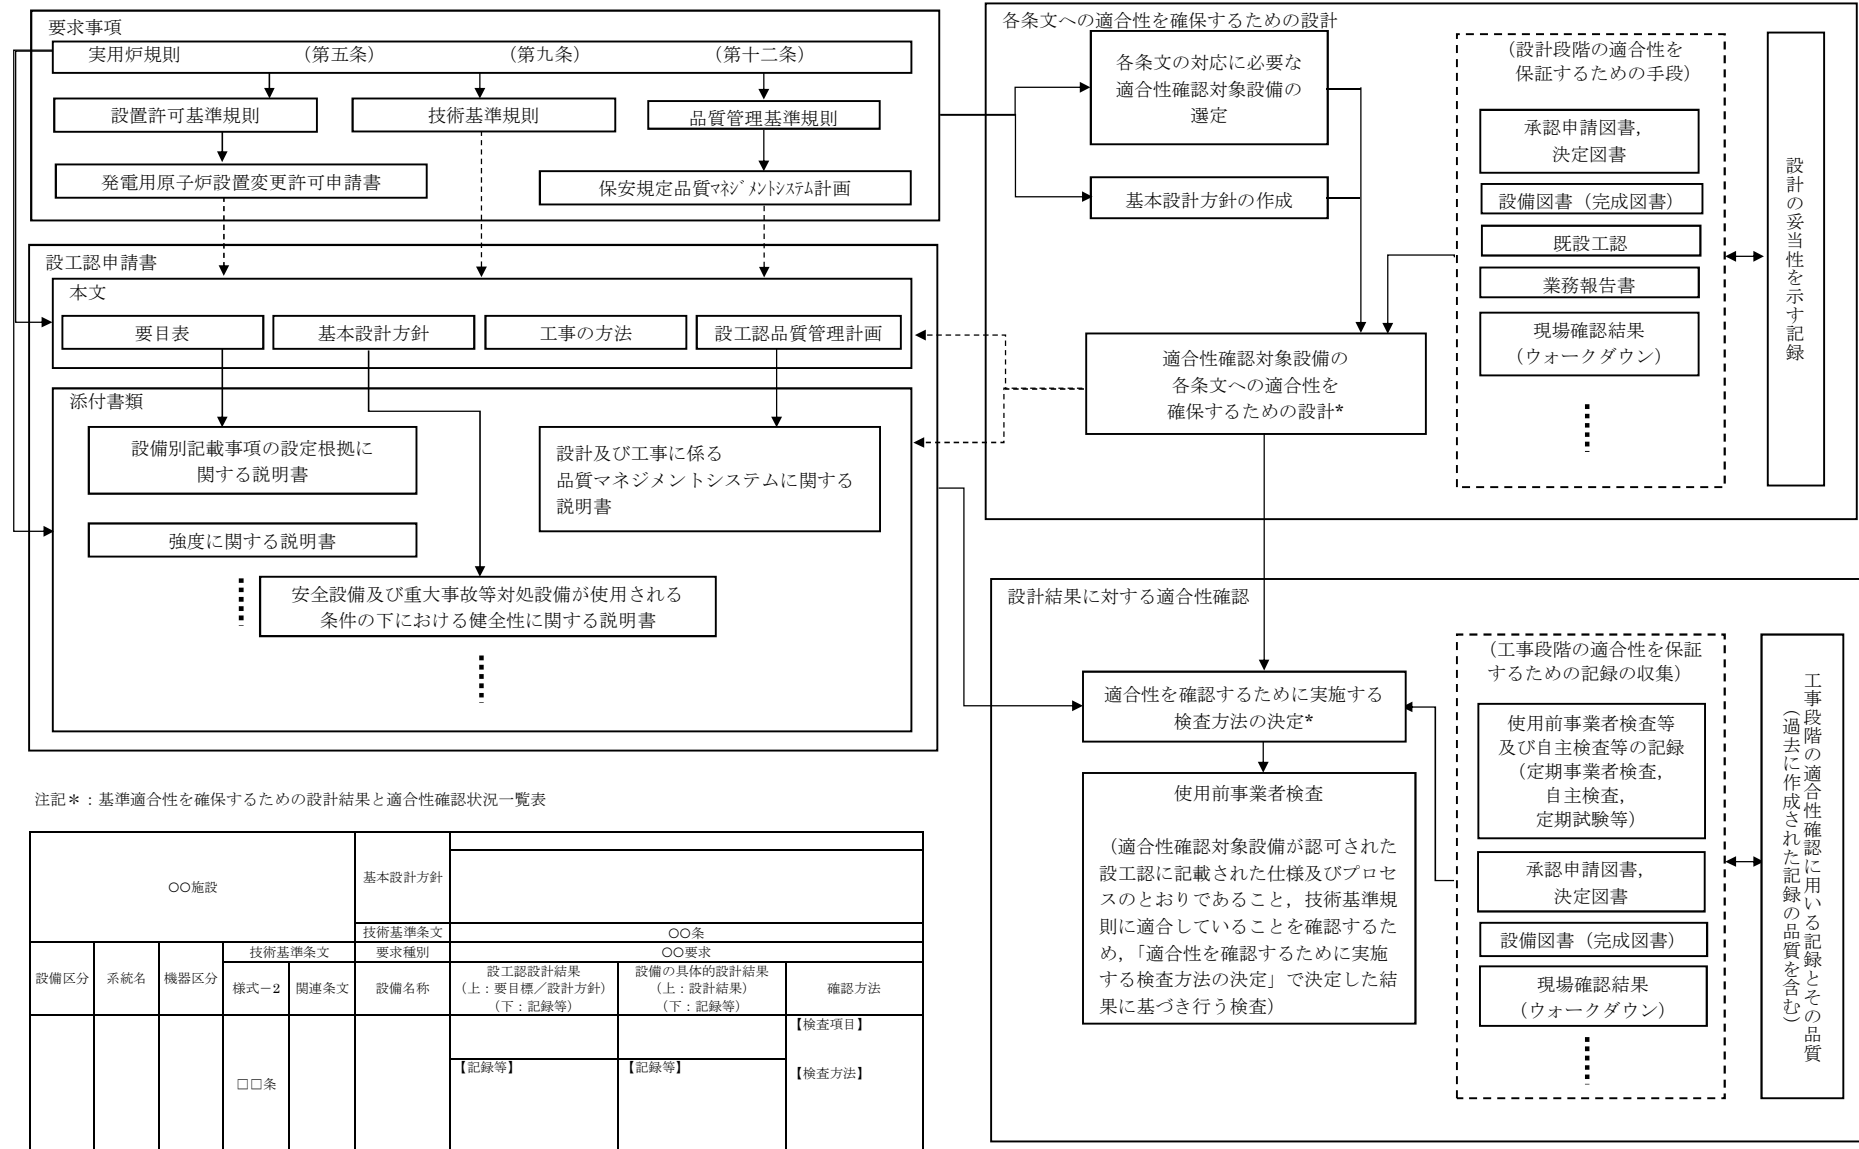 要求事項
実用炉規則 （第五条） （第九条） （第十二条）
設置許可基準規則
技術基準規則
品質管理基準規則
発電用原子炉設置変更許可申請書
保安規定品質ﾏﾈｼﾞﾒﾝﾄｼｽﾃﾑ計画
設工認申請書
本文
要目表
基本設計方針
工事の方法
設工認品質管理計画
添付書類
設備別記載事項の設定根拠に
関する説明書
設計及び工事に係る
品質マネジメントシステムに関する
説明書
強度に関する説明書
安全設備及び重大事故等対処設備が使用される
条件の下における健全性に関する説明書
各条文への適合性を確保するための設計
各条文の対応に必要な
適合性確認対象設備の
選定
基本設計方針の作成
適合性確認対象設備の
各条文への適合性を
確保するための設計*
（設計段階の適合性を
保証するための手段）
承認申請図書，
決定図書
設備図書（完成図書）
既設工認
業務報告書
現場確認結果
（ウォークダウン）
設計の妥当性を示す記録
設計結果に対する適合性確認
適合性を確認するために実施する
検査方法の決定*
使用前事業者検査
（適合性確認対象設備が認可された
設工認に記載された仕様及びプロセ
スのとおりであること，技術基準規
則に適合していることを確認するた
め，「適合性を確認するために実施
する検査方法の決定」で決定した結
果に基づき行う検査）
（工事段階の適合性を保証
するための記録の収集）
使用前事業者検査等
及び自主検査等の記録
（定期事業者検査，
自主検査，
定期試験等）
承認申請図書，
決定図書
設備図書（完成図書）
現場確認結果
（ウォークダウン）
工事段階の適合性確認に用いる記録とその品質
（過去に作成された記録の品質を含む）
注記＊：基準適合性を確保するための設計結果と適合性確認状況一覧表
○○施設
基本設計方針
技術基準条文
○○条
技術基準条文
要求種別
○○要求
設備区分
系統名
機器区分
様式－2
関連条文
設備名称
設工認設計結果
（上：要目標／設計方針）
（下：記録等）
設備の具体的設計結果
（上：設計結果）
（下：記録等）
確認方法
【検査項目】
【記録等】
【記録等】
【検査方法】
□□条